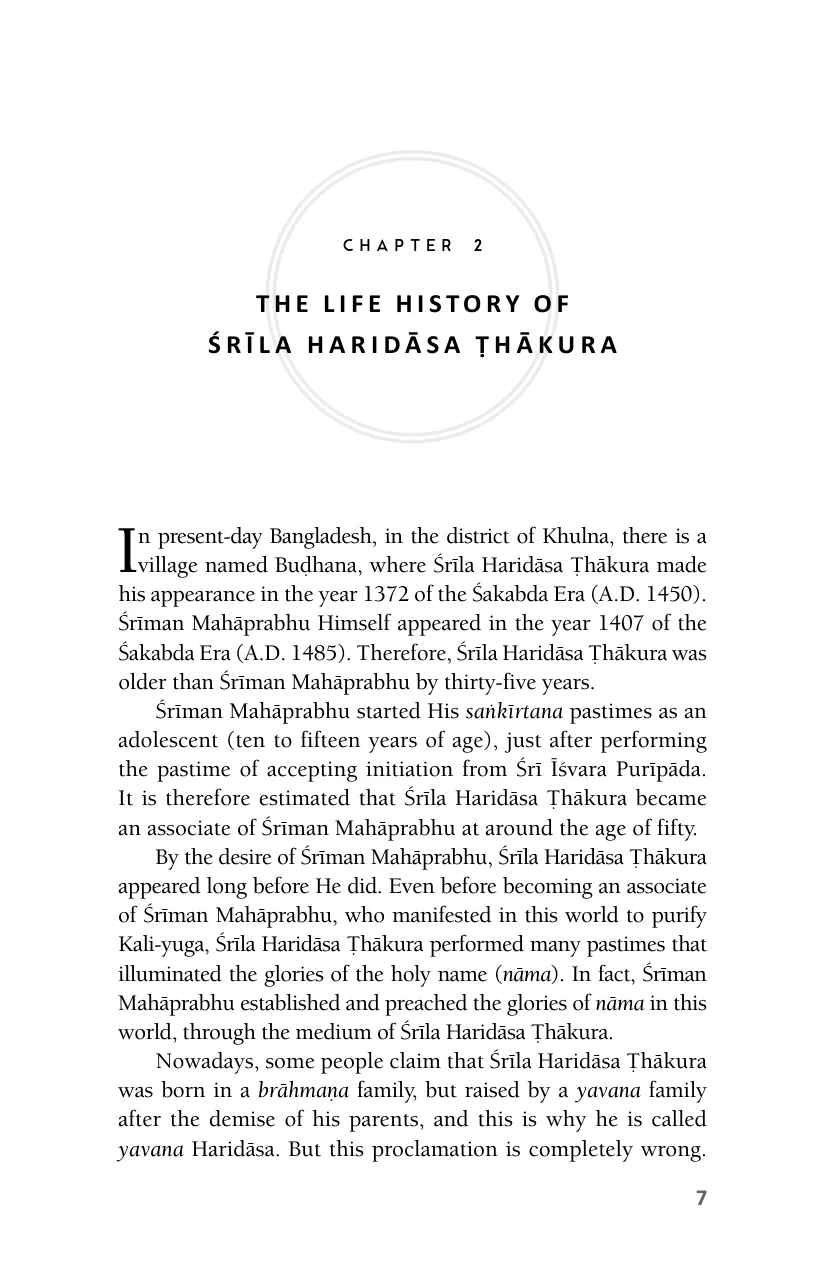 CHAPTER 2
THE LIFE HISTORY OF
ŚRĪLA HARIDĀSA ṬHĀKURA
In present-day Bangladesh, in the district of Khulna, there is a
village named Buḍhana, where Śrīla Haridāsa Ṭhākura made
his appearance in the year 1372 of the Śakabda Era (A.D. 1450).
Śrīman Mahāprabhu Himself appeared in the year 1407 of the
Śakabda Era (A.D. 1485). Therefore, Śrīla Haridāsa Ṭhākura was
older than Śrīman Mahāprabhu by thirty-five years.
Śrīman Mahāprabhu started His saṅkīrtana pastimes as an
adolescent (ten to fifteen years of age), just after performing
the pastime of accepting initiation from Śrī Īśvara Purīpāda.
It is therefore estimated that Śrīla Haridāsa Ṭhākura became
an associate of Śrīman Mahāprabhu at around the age of fifty.
By the desire of Śrīman Mahāprabhu, Śrīla Haridāsa Ṭhākura
appeared long before He did. Even before becoming an associate
of Śrīman Mahāprabhu, who manifested in this world to purify
Kali-yuga, Śrīla Haridāsa Ṭhākura performed many pastimes that
illuminated the glories of the holy name (nāma). In fact, Śrīman
Mahāprabhu established and preached the glories of nāma in this
world, through the medium of Śrīla Haridāsa Ṭhākura.
Nowadays, some people claim that Śrīla Haridāsa Ṭhākura
was born in a brāhmaṇa family, but raised by a yavana family
after the demise of his parents, and this is why he is called
yavana Haridāsa. But this proclamation is completely wrong.
7